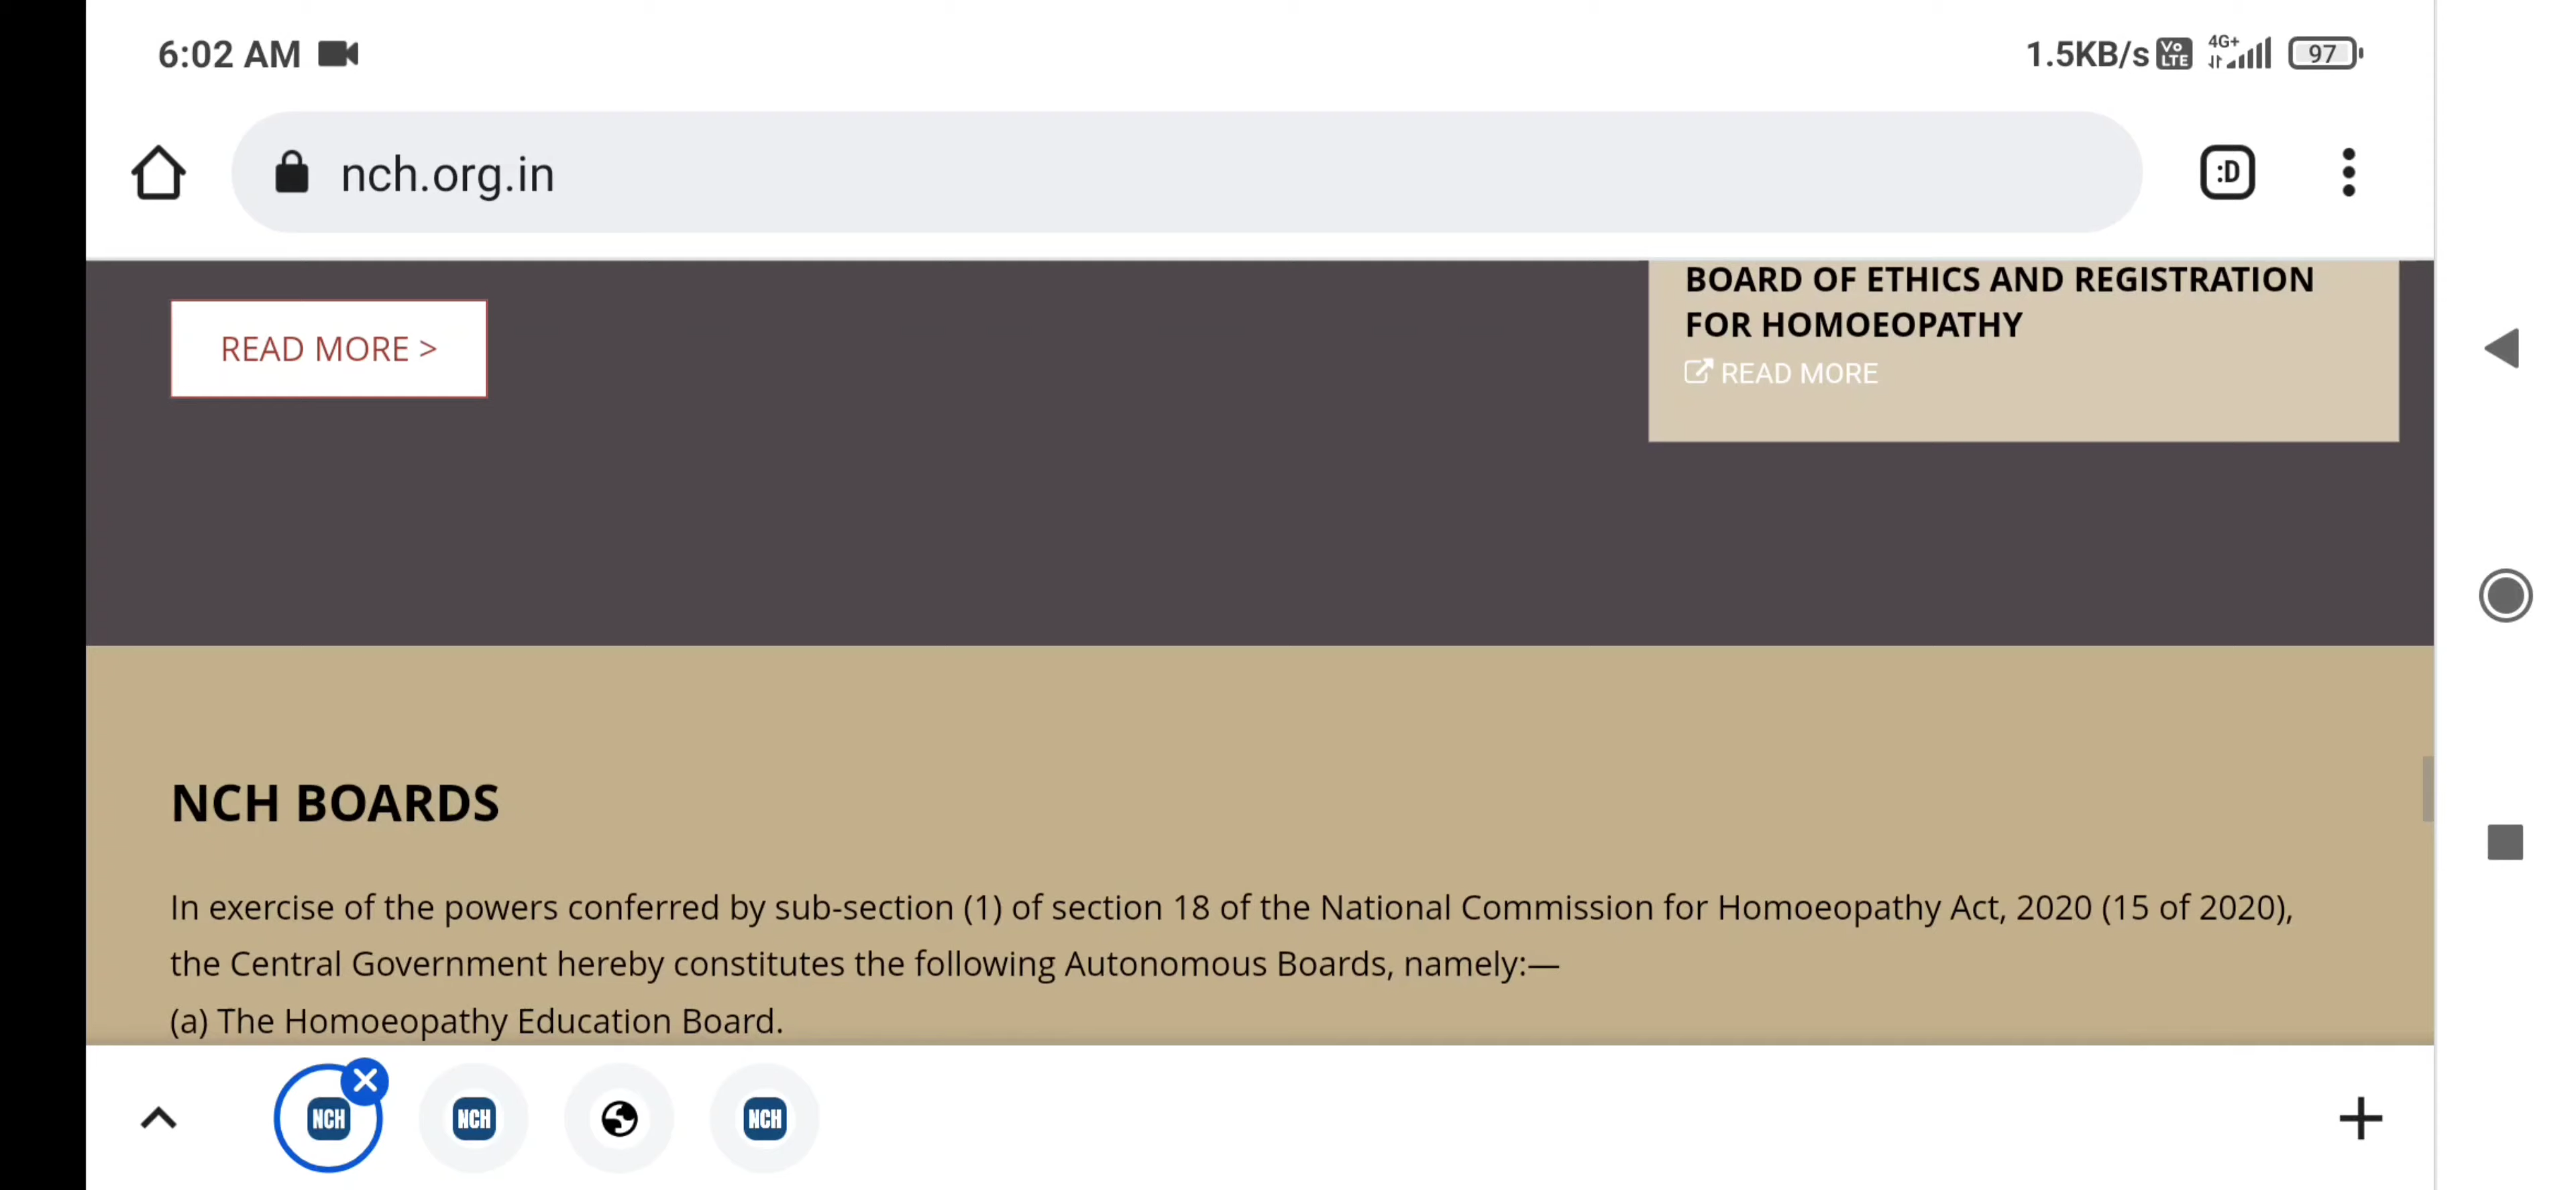 6:02 AM
1.5KB/s Vo LTE 4G+ 97
nch.org.in
:D
BOARD OF ETHICS AND REGISTRATION
FOR HOMOEOPATHY
READ MORE
READ MORE >
NCH BOARDS
In exercise of the powers conferred by sub-section (1) of section 18 of the National Commission for Homoeopathy Act, 2020 (15 of 2020),
the Central Government hereby constitutes the following Autonomous Boards, namely:—
(a) The Homoeopathy Education Board.
NCH NCH NCH